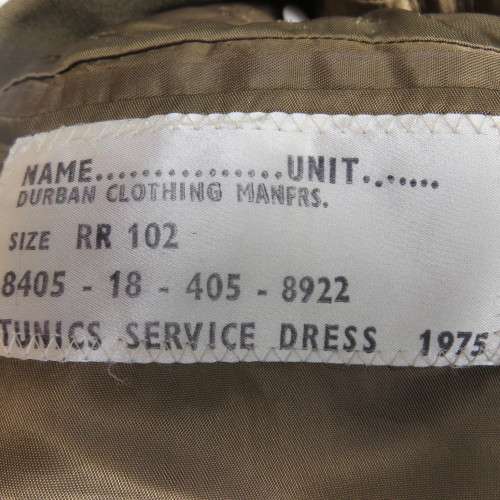 NAME................UNIT........
DURBAN CLOTHING MANFRS.
SIZE RR 102
8405 - 18 - 405 - 8922
TUNICS SERVICE DRESS 1975